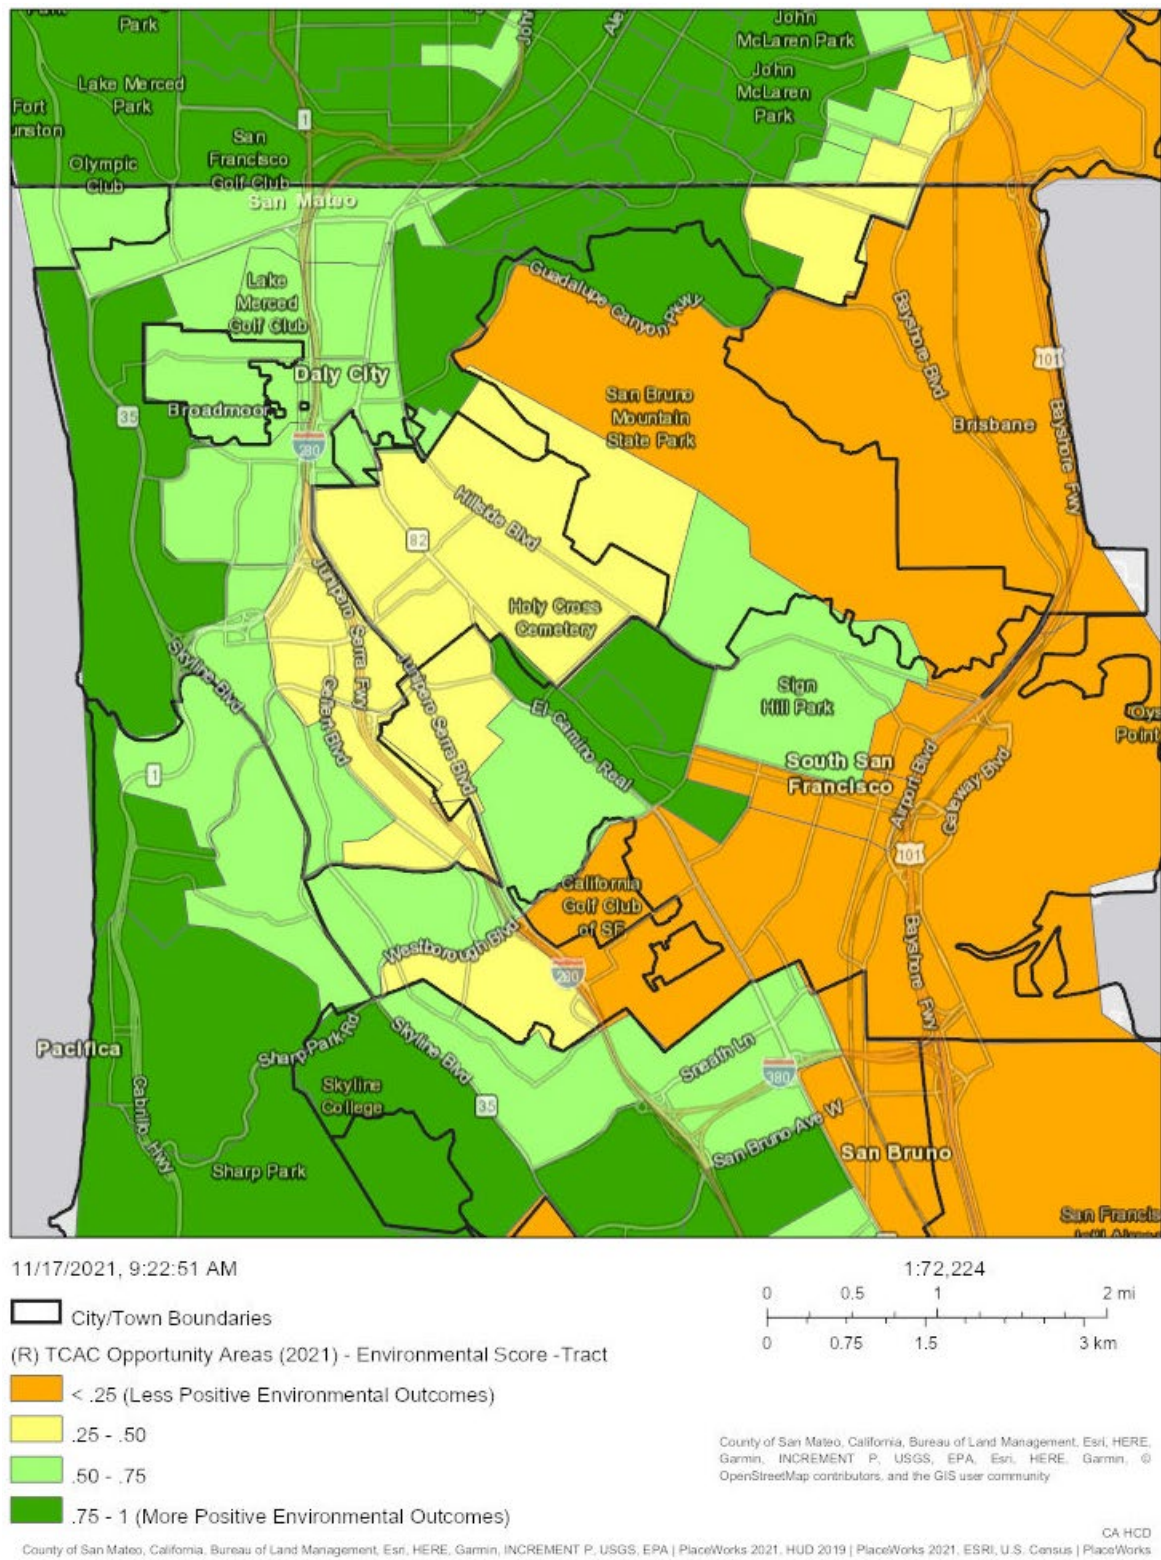 Park
Park
John
McLaren Park
Lake Merced
Park
John
McLaren
Park
Fort
unston
1
San
Francisco
Golf Club
Olympic
Club
San Mateo
Lake
Merced
Golf Club
Guadalupe Canyon Pkwy
Bayshore Blvd
101
Bayshore Fwy
Daly City
35
Broadmoor
San Bruno
Mountain
State Park
Brisbane
280
Hillside Blvd
82
Junipero Serra Fwy
Holy Cross
Cemetery
Skyline Blvd
Junipero Serra Blvd
Gellert Blvd
El Camino Real
Sign
Hill Park
Oys
Point
1
South San
Francisco
Airport Blvd
Gateway Blvd
101
California
Golf Club
of SF
Westborough Blvd
280
Bayshore Fwy
Pacifica
Sharp Park Rd
Skyline Blvd
Sneath Ln
380
Skyline
College
35
Cabrillo Hwy
San Bruno Ave W
San Bruno
Sharp Park
San Francis
11/17/2021, 9:22:51 AM
1:72,224
0 0.5 1 2 mi
0 0.75 1.5 3 km
City/Town Boundaries
(R) TCAC Opportunity Areas (2021) - Environmental Score -Tract
< .25 (Less Positive Environmental Outcomes)
.25 - .50
.50 - .75
.75 - 1 (More Positive Environmental Outcomes)
County of San Mateo, California, Bureau of Land Management, Esri, HERE,
Garmin, INCREMENT P, USGS, EPA, Esri, HERE, Garmin, ©
OpenStreetMap contributors, and the GIS user community
CA HCD
County of San Mateo, California, Bureau of Land Management, Esri, HERE, Garmin, INCREMENT P, USGS, EPA | PlaceWorks 2021, HUD 2019 | PlaceWorks 2021, ESRI, U.S. Census | PlaceWorks